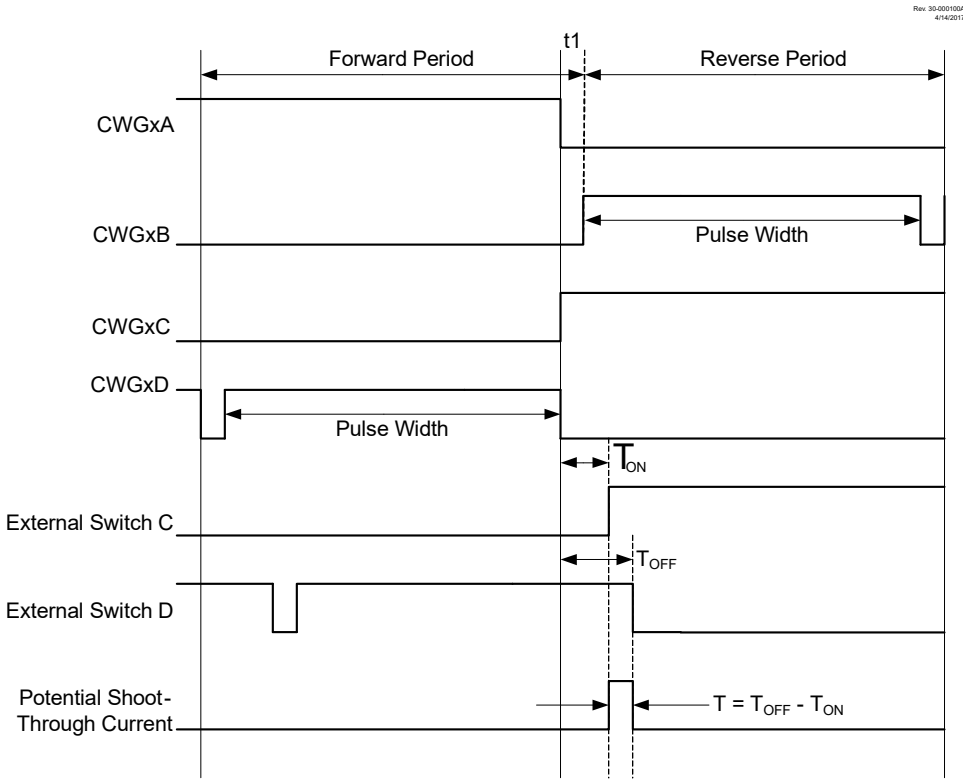 Rev. 30-000100A
4/14/2017
t1
Forward Period
Reverse Period
CWGxA
CWGxB
Pulse Width
CWGxC
CWGxD
Pulse Width
TON
External Switch C
TOFF
External Switch D
Potential Shoot-
Through Current
T = TOFF - TON